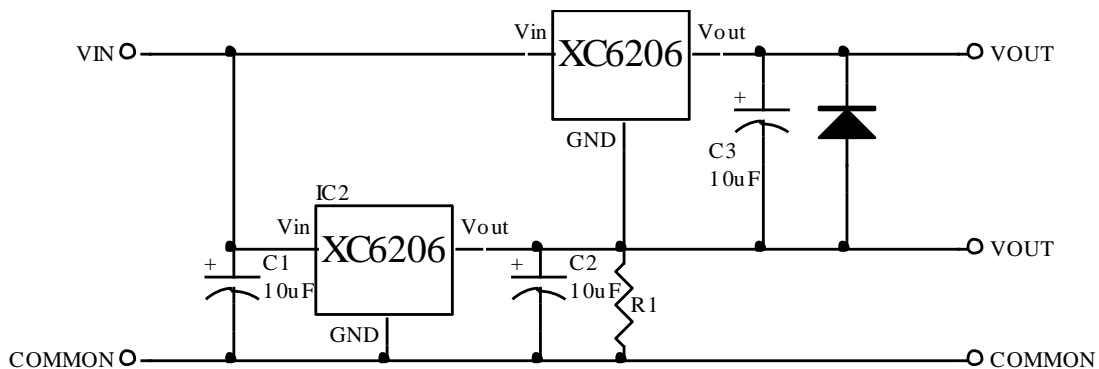 Vin
Vout
VIN
XC6206
VOUT
+
GND
C3
10uF
IC2
Vin
Vout
XC6206
VOUT
+
C1
10uF
+
C2
10uF
R1
GND
COMMON
COMMON